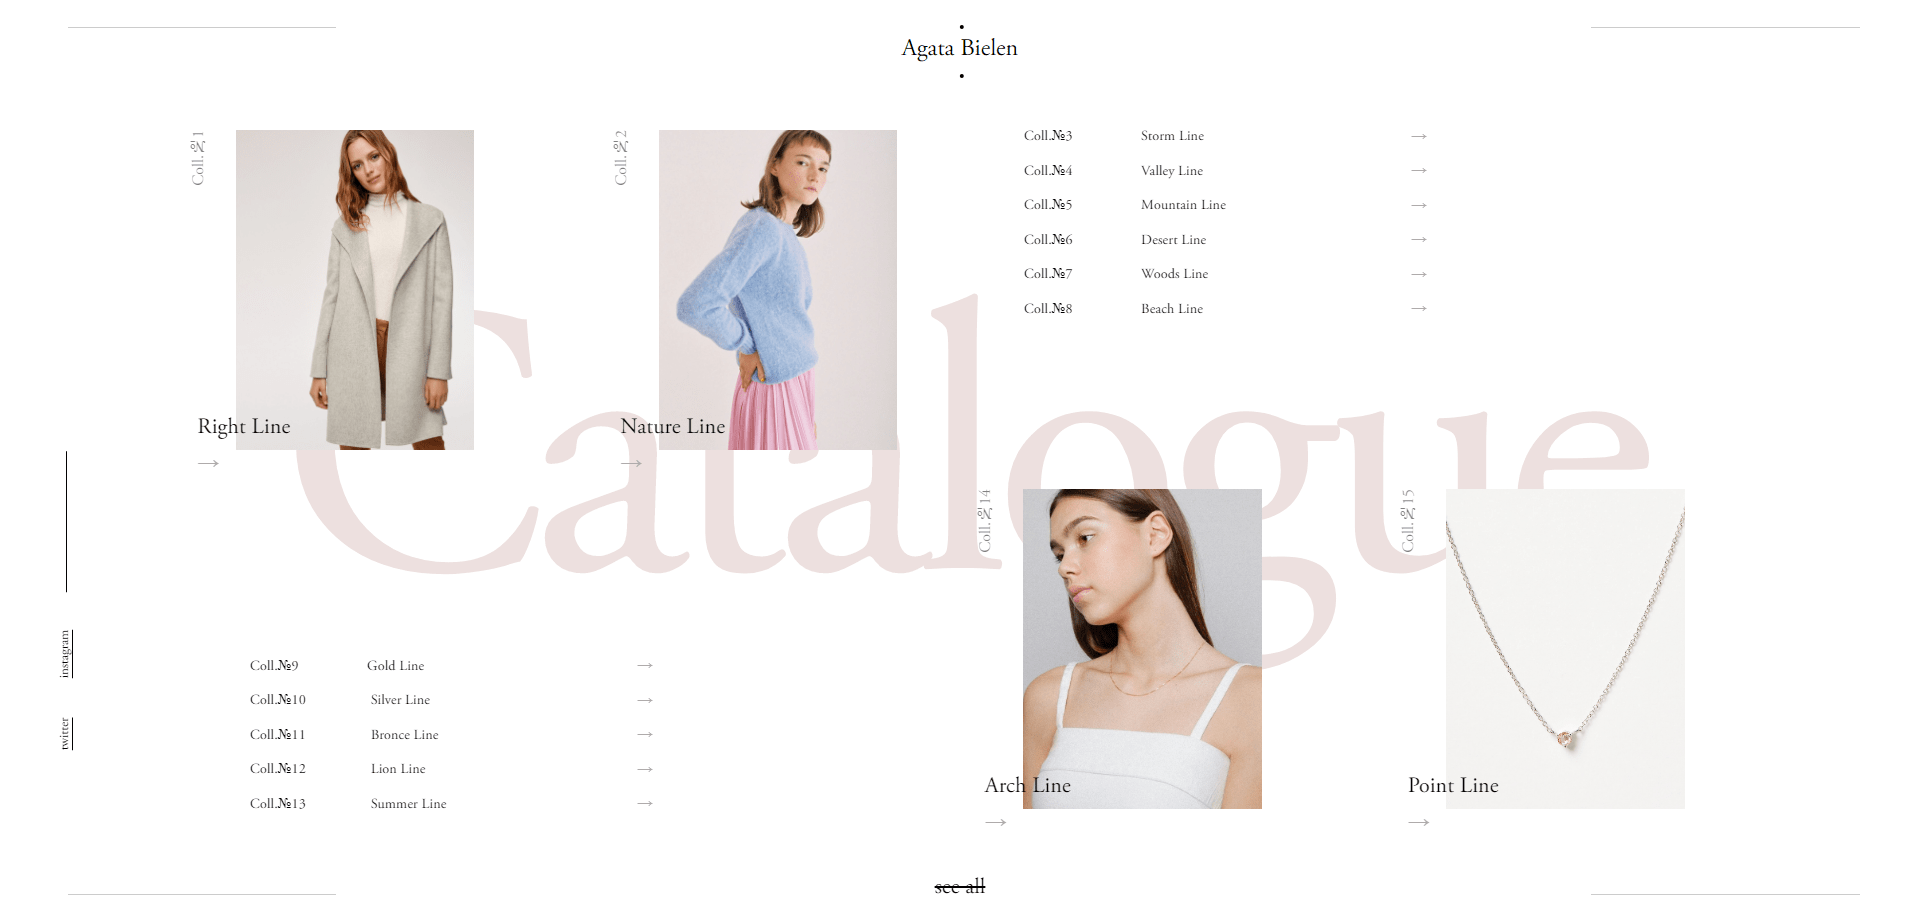 Agata Bielen
Coll.№1
Right Line
→
Coll.№2
Nature Line
→
Coll.№3 Storm Line →
Coll.№4 Valley Line →
Coll.№5 Mountain Line →
Coll.№6 Desert Line →
Coll.№7 Woods Line →
Coll.№8 Beach Line →
Catalogue
instagram
twitter
Coll.№9 Gold Line →
Coll.№10 Silver Line →
Coll.№11 Bronce Line →
Coll.№12 Lion Line →
Coll.№13 Summer Line →
Coll.№14
Arch Line
→
Coll.№15
Point Line
→
see all